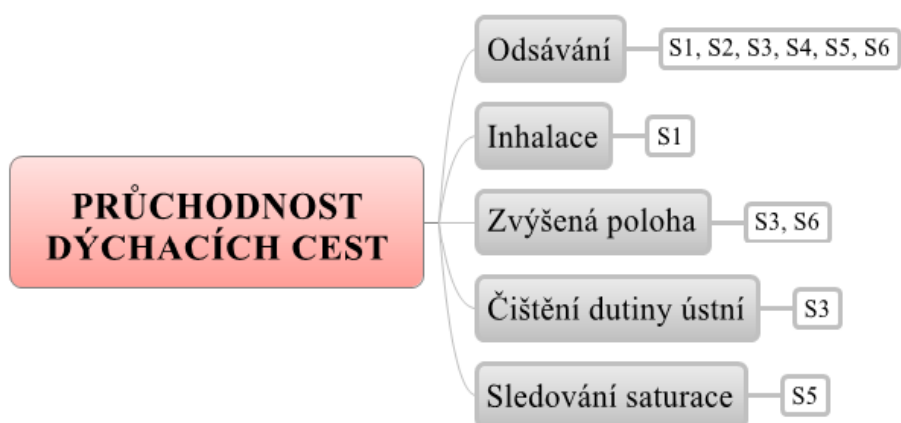 PRŮCHODNOST
DÝCHACÍCH CEST
Odsávání
S1, S2, S3, S4, S5, S6
Inhalace
S1
Zvýšená poloha
S3, S6
Čištění dutiny ústní
S3
Sledování saturace
S5